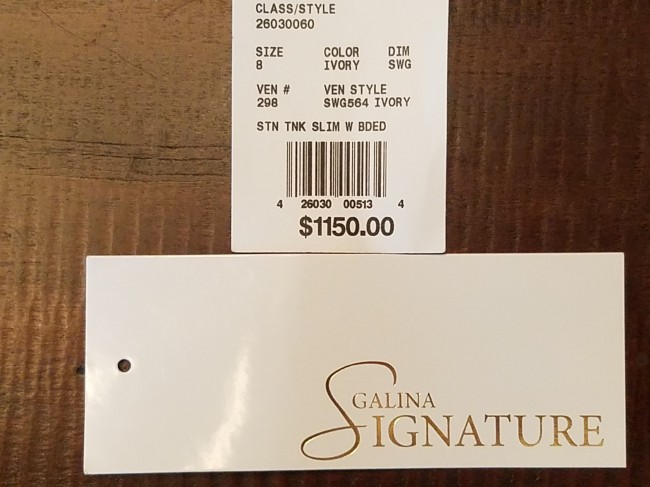 CLASS/STYLE
26030060
SIZE COLOR DIM
8 IVORY SWG
VEN # VEN STYLE
298 SWG564 IVORY
STN TNK SLIM W BDED
4 26030 00513 4
$1150.00
GALINA
SIGNATURE